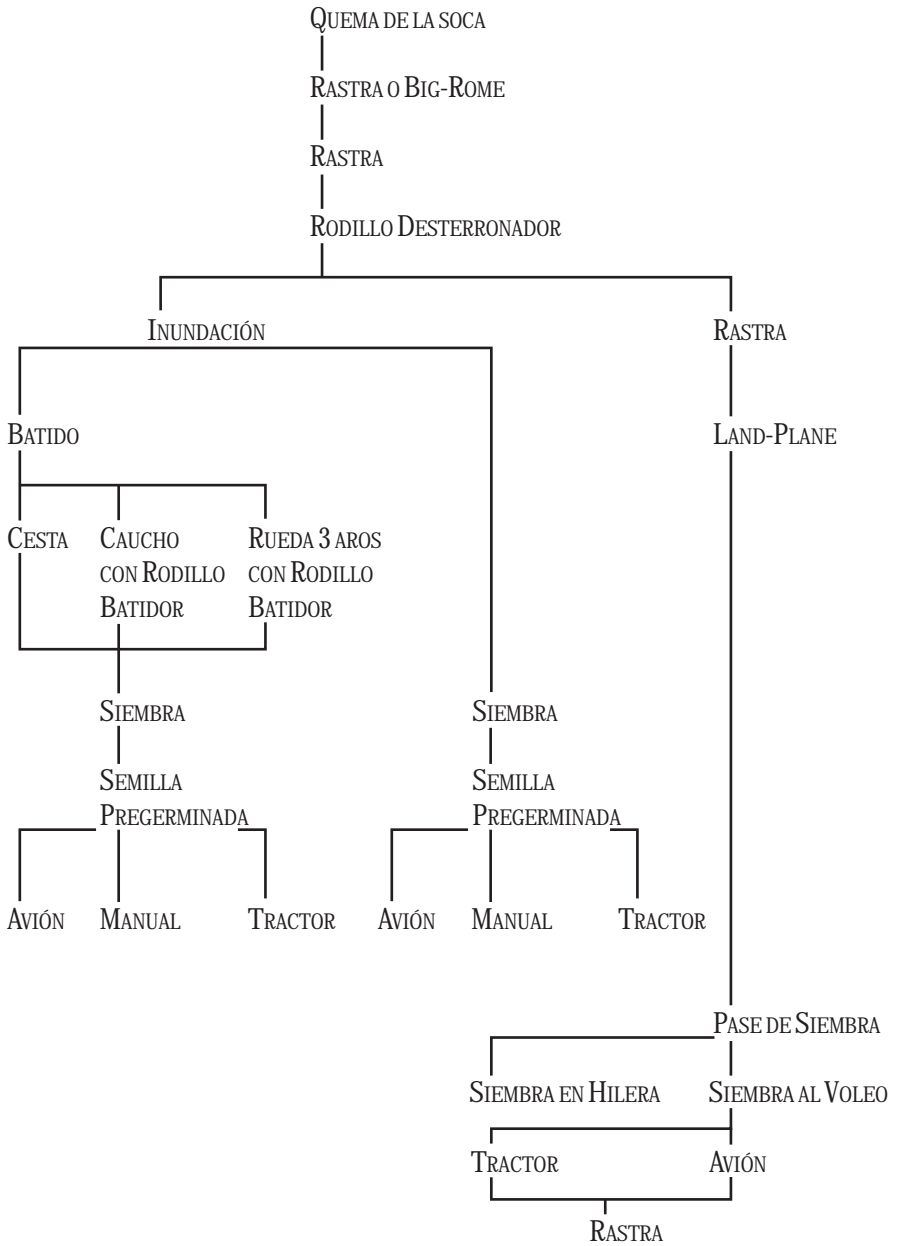 QUEMA DE LA SOCA
RASTRA O BIG-ROME
RASTRA
RODILLO DESTERRONADOR
INUNDACIÓN
RASTRA
BATIDO
LAND-PLANE
CESTA
CAUCHO
CON RODILLO
BATIDOR
RUEDA 3 AROS
CON RODILLO
BATIDOR
SIEMBRA
SIEMBRA
SEMILLA
PREGERMINADA
SEMILLA
PREGERMINADA
AVIÓN
MANUAL
TRACTOR
AVIÓN
MANUAL
TRACTOR
PASE DE SIEMBRA
SIEMBRA EN HILERA
SIEMBRA AL VOLEO
TRACTOR
AVIÓN
RASTRA